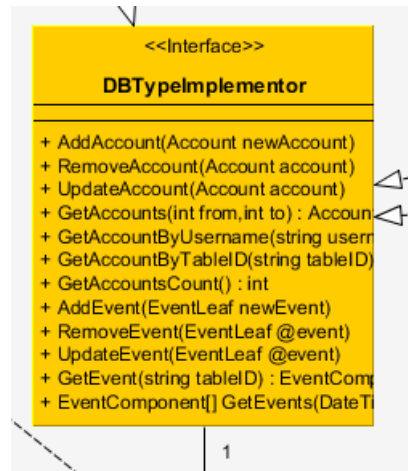 <<Interface>>
DBTypeImplementor
+ AddAccount(Account newAccount)
+ RemoveAccount(Account account)
+ UpdateAccount(Account account)
+ GetAccounts(int from,int to) : Accoun
+ GetAccountByUsername(string usern
+ GetAccountByTableID(string tableID)
+ GetAccountsCount() : int
+ AddEvent(EventLeaf newEvent)
+ RemoveEvent(EventLeaf @event)
+ UpdateEvent(EventLeaf @event)
+ GetEvent(string tableID) : EventComp
+ EventComponent[] GetEvents(DateTi
1